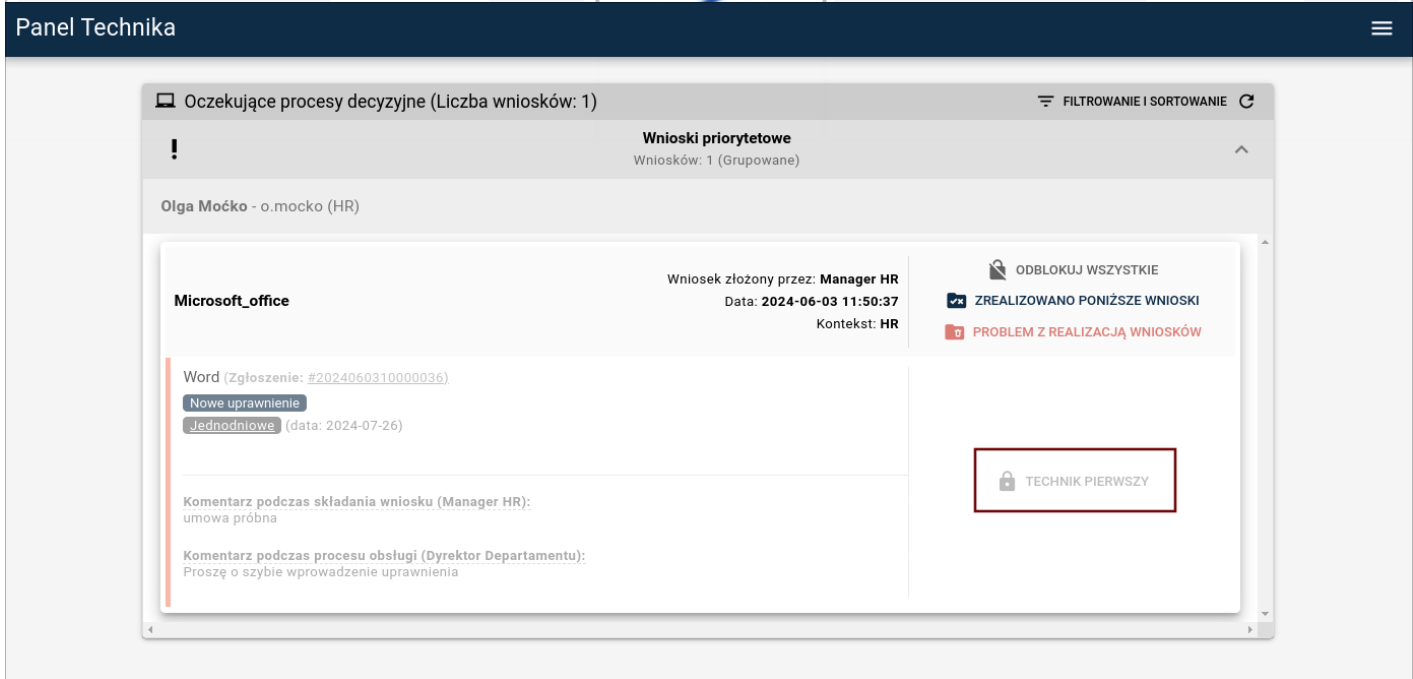 Panel Technika
Oczekujące procesy decyzyjne (Liczba wniosków: 1)
FILTROWANIE I SORTOWANIE
Wnioski priorytetowe
Wniosków: 1 (Grupowane)
Olga Moćko - o.mocko (HR)
Microsoft_office
Wniosek złożony przez: Manager HR
Data: 2024-06-03 11:50:37
Kontekst: HR
ODBLOKUJ WSZYSTKIE
ZREALIZOWANO PONIŻSZE WNIOSKI
PROBLEM Z REALIZACJĄ WNIOSKÓW
Word (Zgłoszenie: #2024060310000036)
Nowe uprawnienie
Jednodniowe (data: 2024-07-26)
Komentarz podczas składania wniosku (Manager HR):
umowa próbna
Komentarz podczas procesu obsługi (Dyrektor Departamentu):
Proszę o szybie wprowadzenie uprawnienia
TECHNIK PIERWSZY